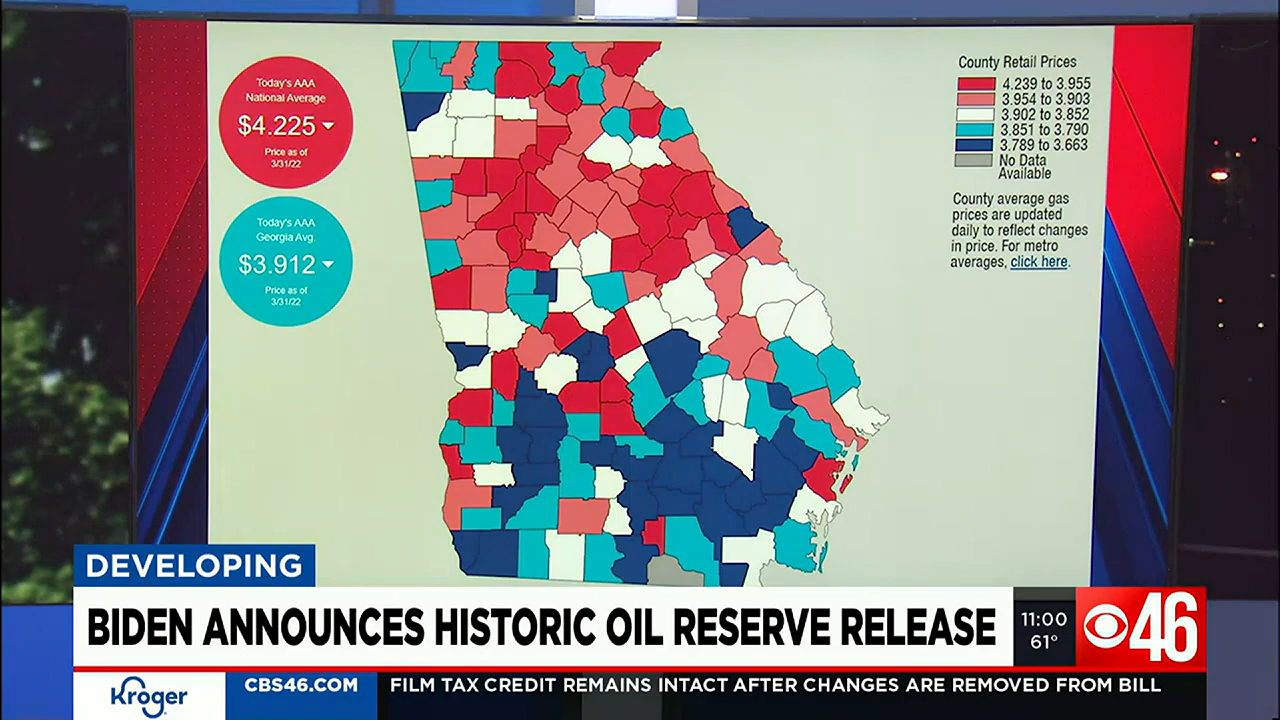 Today's AAA
National Average
$4.225
Price as of
3/31/22
Today's AAA
Georgia Avg.
$3.912
Price as of
3/31/22
County Retail Prices
4.239 to 3.955
3.954 to 3.903
3.902 to 3.852
3.851 to 3.790
3.789 to 3.663
No Data
Available
County average gas
prices are updated
daily to reflect changes
in price. For metro
averages, click here.
DEVELOPING
BIDEN ANNOUNCES HISTORIC OIL RESERVE RELEASE
11:00
61°
46
Kroger
CBS46.COM
FILM TAX CREDIT REMAINS INTACT AFTER CHANGES ARE REMOVED FROM BILL